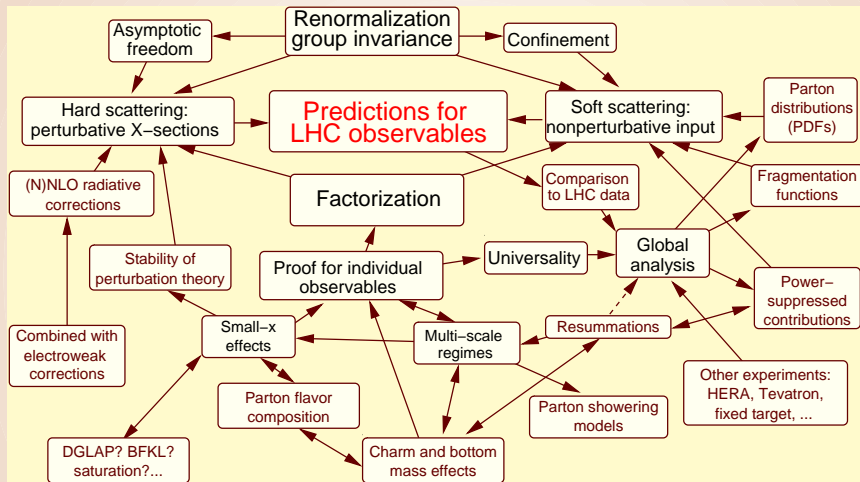 Renormalization
group invariance
Asymptotic
freedom
Confinement
Hard scattering:
perturbative X−sections
Predictions for
LHC observables
Soft scattering:
nonperturbative input
Parton
distributions
(PDFs)
(N)NLO radiative
corrections
Factorization
Comparison
to LHC data
Fragmentation
functions
Stability of
perturbation theory
Proof for individual
observables
Universality
Global
analysis
Power−
suppressed
contributions
Combined with
electroweak
corrections
Small−x
effects
Multi−scale
regimes
Resummations
Parton flavor
composition
Parton showering
models
Other experiments:
HERA, Tevatron,
fixed target, ...
DGLAP? BFKL?
saturation?...
Charm and bottom
mass effects